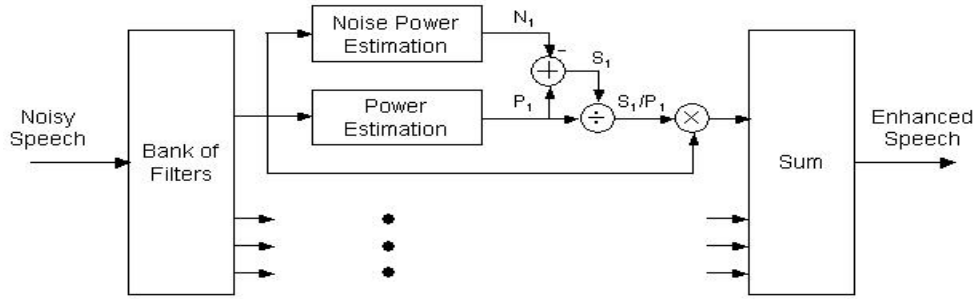 Noise Power
Estimation
N₁
−
S₁
+
Noisy
Speech
Bank of
Filters
Power
Estimation
P₁
÷
S₁/P₁
×
Sum
Enhanced
Speech